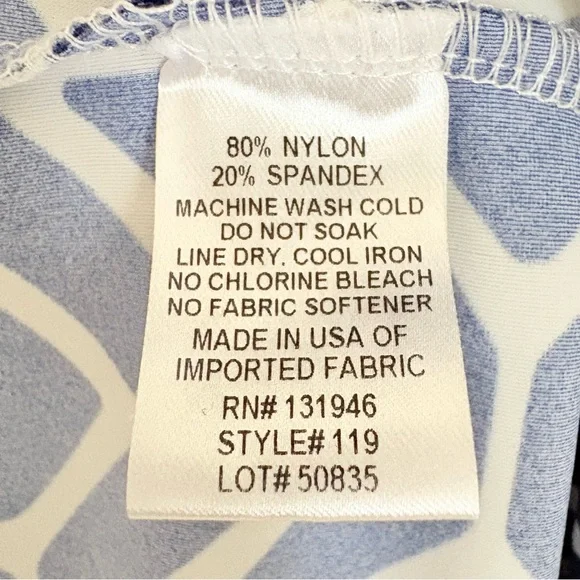 80% NYLON
20% SPANDEX
MACHINE WASH COLD
DO NOT SOAK
LINE DRY. COOL IRON
NO CHLORINE BLEACH
NO FABRIC SOFTENER
MADE IN USA OF
IMPORTED FABRIC
RN# 131946
STYLE# 119
LOT# 50835